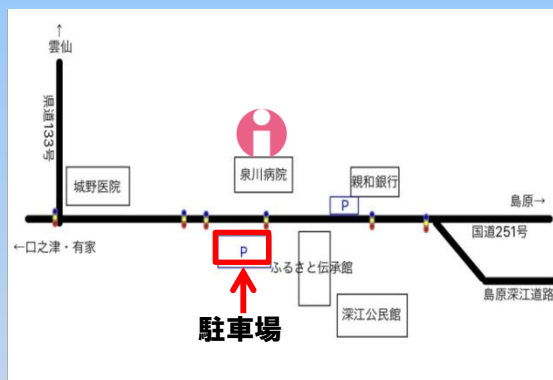 ↑
雲仙
県道133号
城野医院
泉川病院
親和銀行
P
島原→
国道251号
←口之津・有家
P
ふるさと伝承館
島原深江道路
深江公民館
駐車場